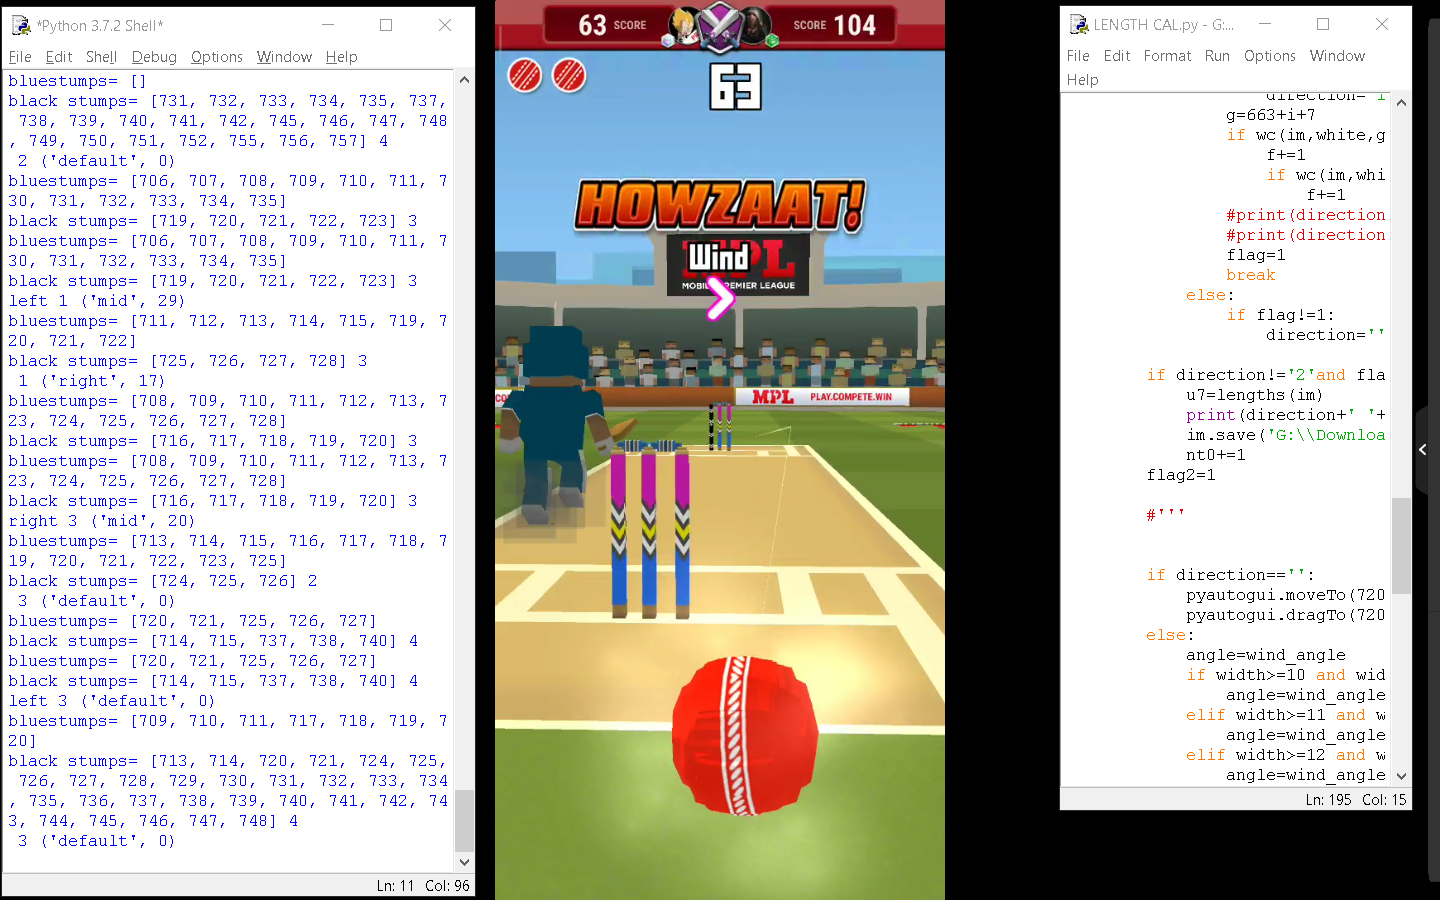 *Python 3.7.2 Shell*
File Edit Shell Debug Options Window Help
bluestumps= []
black stumps= [731, 732, 733, 734, 735, 737,
738, 739, 740, 741, 742, 745, 746, 747, 748
, 749, 750, 751, 752, 755, 756, 757] 4
2 ('default', 0)
bluestumps= [706, 707, 708, 709, 710, 711, 7
30, 731, 732, 733, 734, 735]
black stumps= [719, 720, 721, 722, 723] 3
bluestumps= [706, 707, 708, 709, 710, 711, 7
30, 731, 732, 733, 734, 735]
black stumps= [719, 720, 721, 722, 723] 3
left 1 ('mid', 29)
bluestumps= [711, 712, 713, 714, 715, 719, 7
20, 721, 722]
black stumps= [725, 726, 727, 728] 3
1 ('right', 17)
bluestumps= [708, 709, 710, 711, 712, 713, 7
23, 724, 725, 726, 727, 728]
black stumps= [716, 717, 718, 719, 720] 3
bluestumps= [708, 709, 710, 711, 712, 713, 7
23, 724, 725, 726, 727, 728]
black stumps= [716, 717, 718, 719, 720] 3
right 3 ('mid', 20)
bluestumps= [713, 714, 715, 716, 717, 718, 7
19, 720, 721, 722, 723, 725]
black stumps= [724, 725, 726] 2
3 ('default', 0)
bluestumps= [720, 721, 725, 726, 727]
black stumps= [714, 715, 737, 738, 740] 4
bluestumps= [720, 721, 725, 726, 727]
black stumps= [714, 715, 737, 738, 740] 4
left 3 ('default', 0)
bluestumps= [709, 710, 711, 717, 718, 719, 7
20]
black stumps= [713, 714, 720, 721, 724, 725,
726, 727, 728, 729, 730, 731, 732, 733, 734
, 735, 736, 737, 738, 739, 740, 741, 742, 74
3, 744, 745, 746, 747, 748] 4
3 ('default', 0)
Ln: 11 Col: 96
63 SCORE SCORE 104
63
HOWZAAT!
Wind
MPL
MOBILE PREMIER LEAGUE
MPL PLAY.COMPETE.WIN
LENGTH CAL.py - G:...
File Edit Format Run Options Window
Help
direction='i
g=663+i+7
if wc(im,white,g
f+=1
if wc(im,whi
f+=1
#print(direction
#print(direction
flag=1
break
else:
if flag!=1:
direction=''
if direction!='2'and fla
u7=lengths(im)
print(direction+' '+
im.save('G:\\Downloa
nt0+=1
flag2=1
#'''
if direction=='':
pyautogui.moveTo(720
pyautogui.dragTo(720
else:
angle=wind_angle
if width>=10 and wid
angle=wind_angle
elif width>=11 and w
angle=wind_angle
elif width>=12 and w
angle=wind_angle
Ln: 195 Col: 15